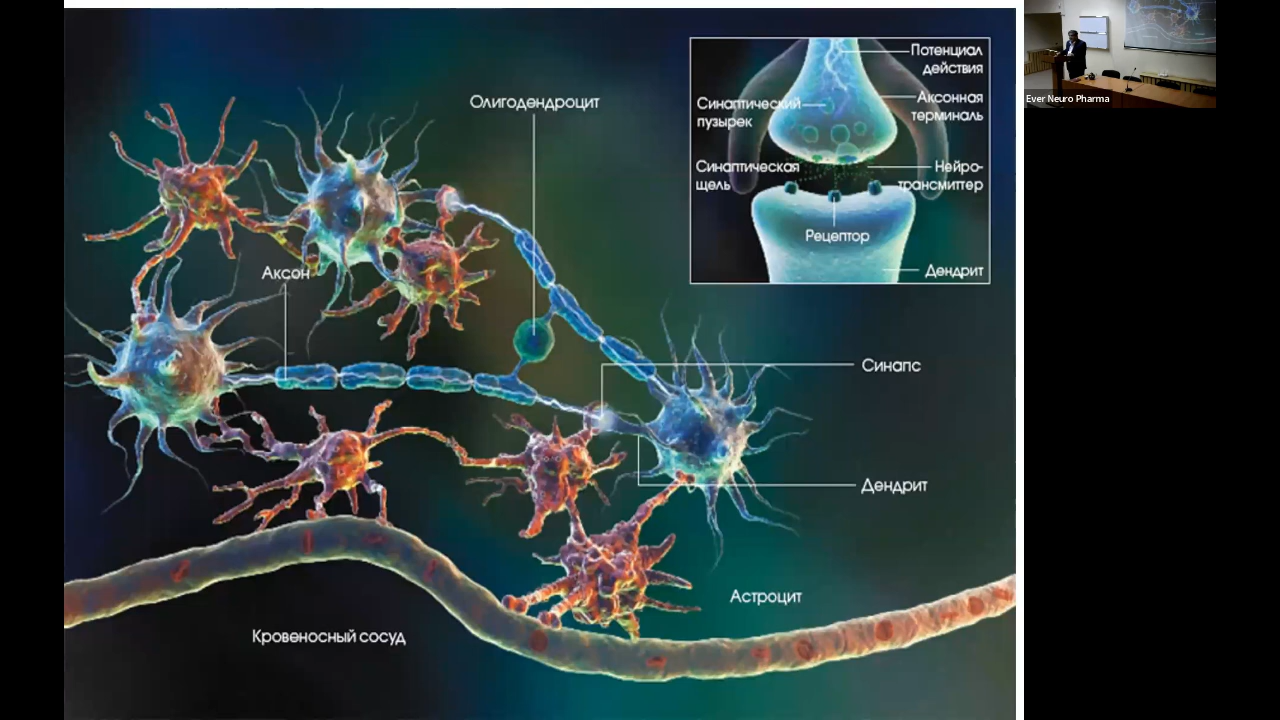 Потенциал
действия
Олигодендроцит
Синаптический
пузырек
Аксонная
терминаль
Синаптическая
щель
Нейро-
трансмиттер
Рецептор
Аксон
Дендрит
Синапс
Дендрит
Астроцит
Кровеносный сосуд
Ever Neuro Pharma